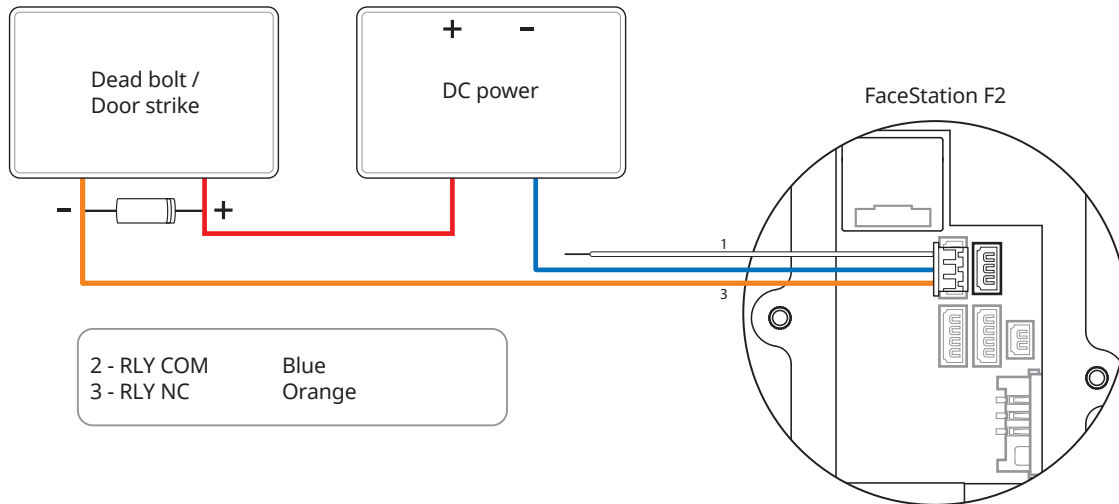 + -
Dead bolt /
Door strike
DC power
FaceStation F2
- +
1
3
2 - RLY COM Blue
3 - RLY NC Orange